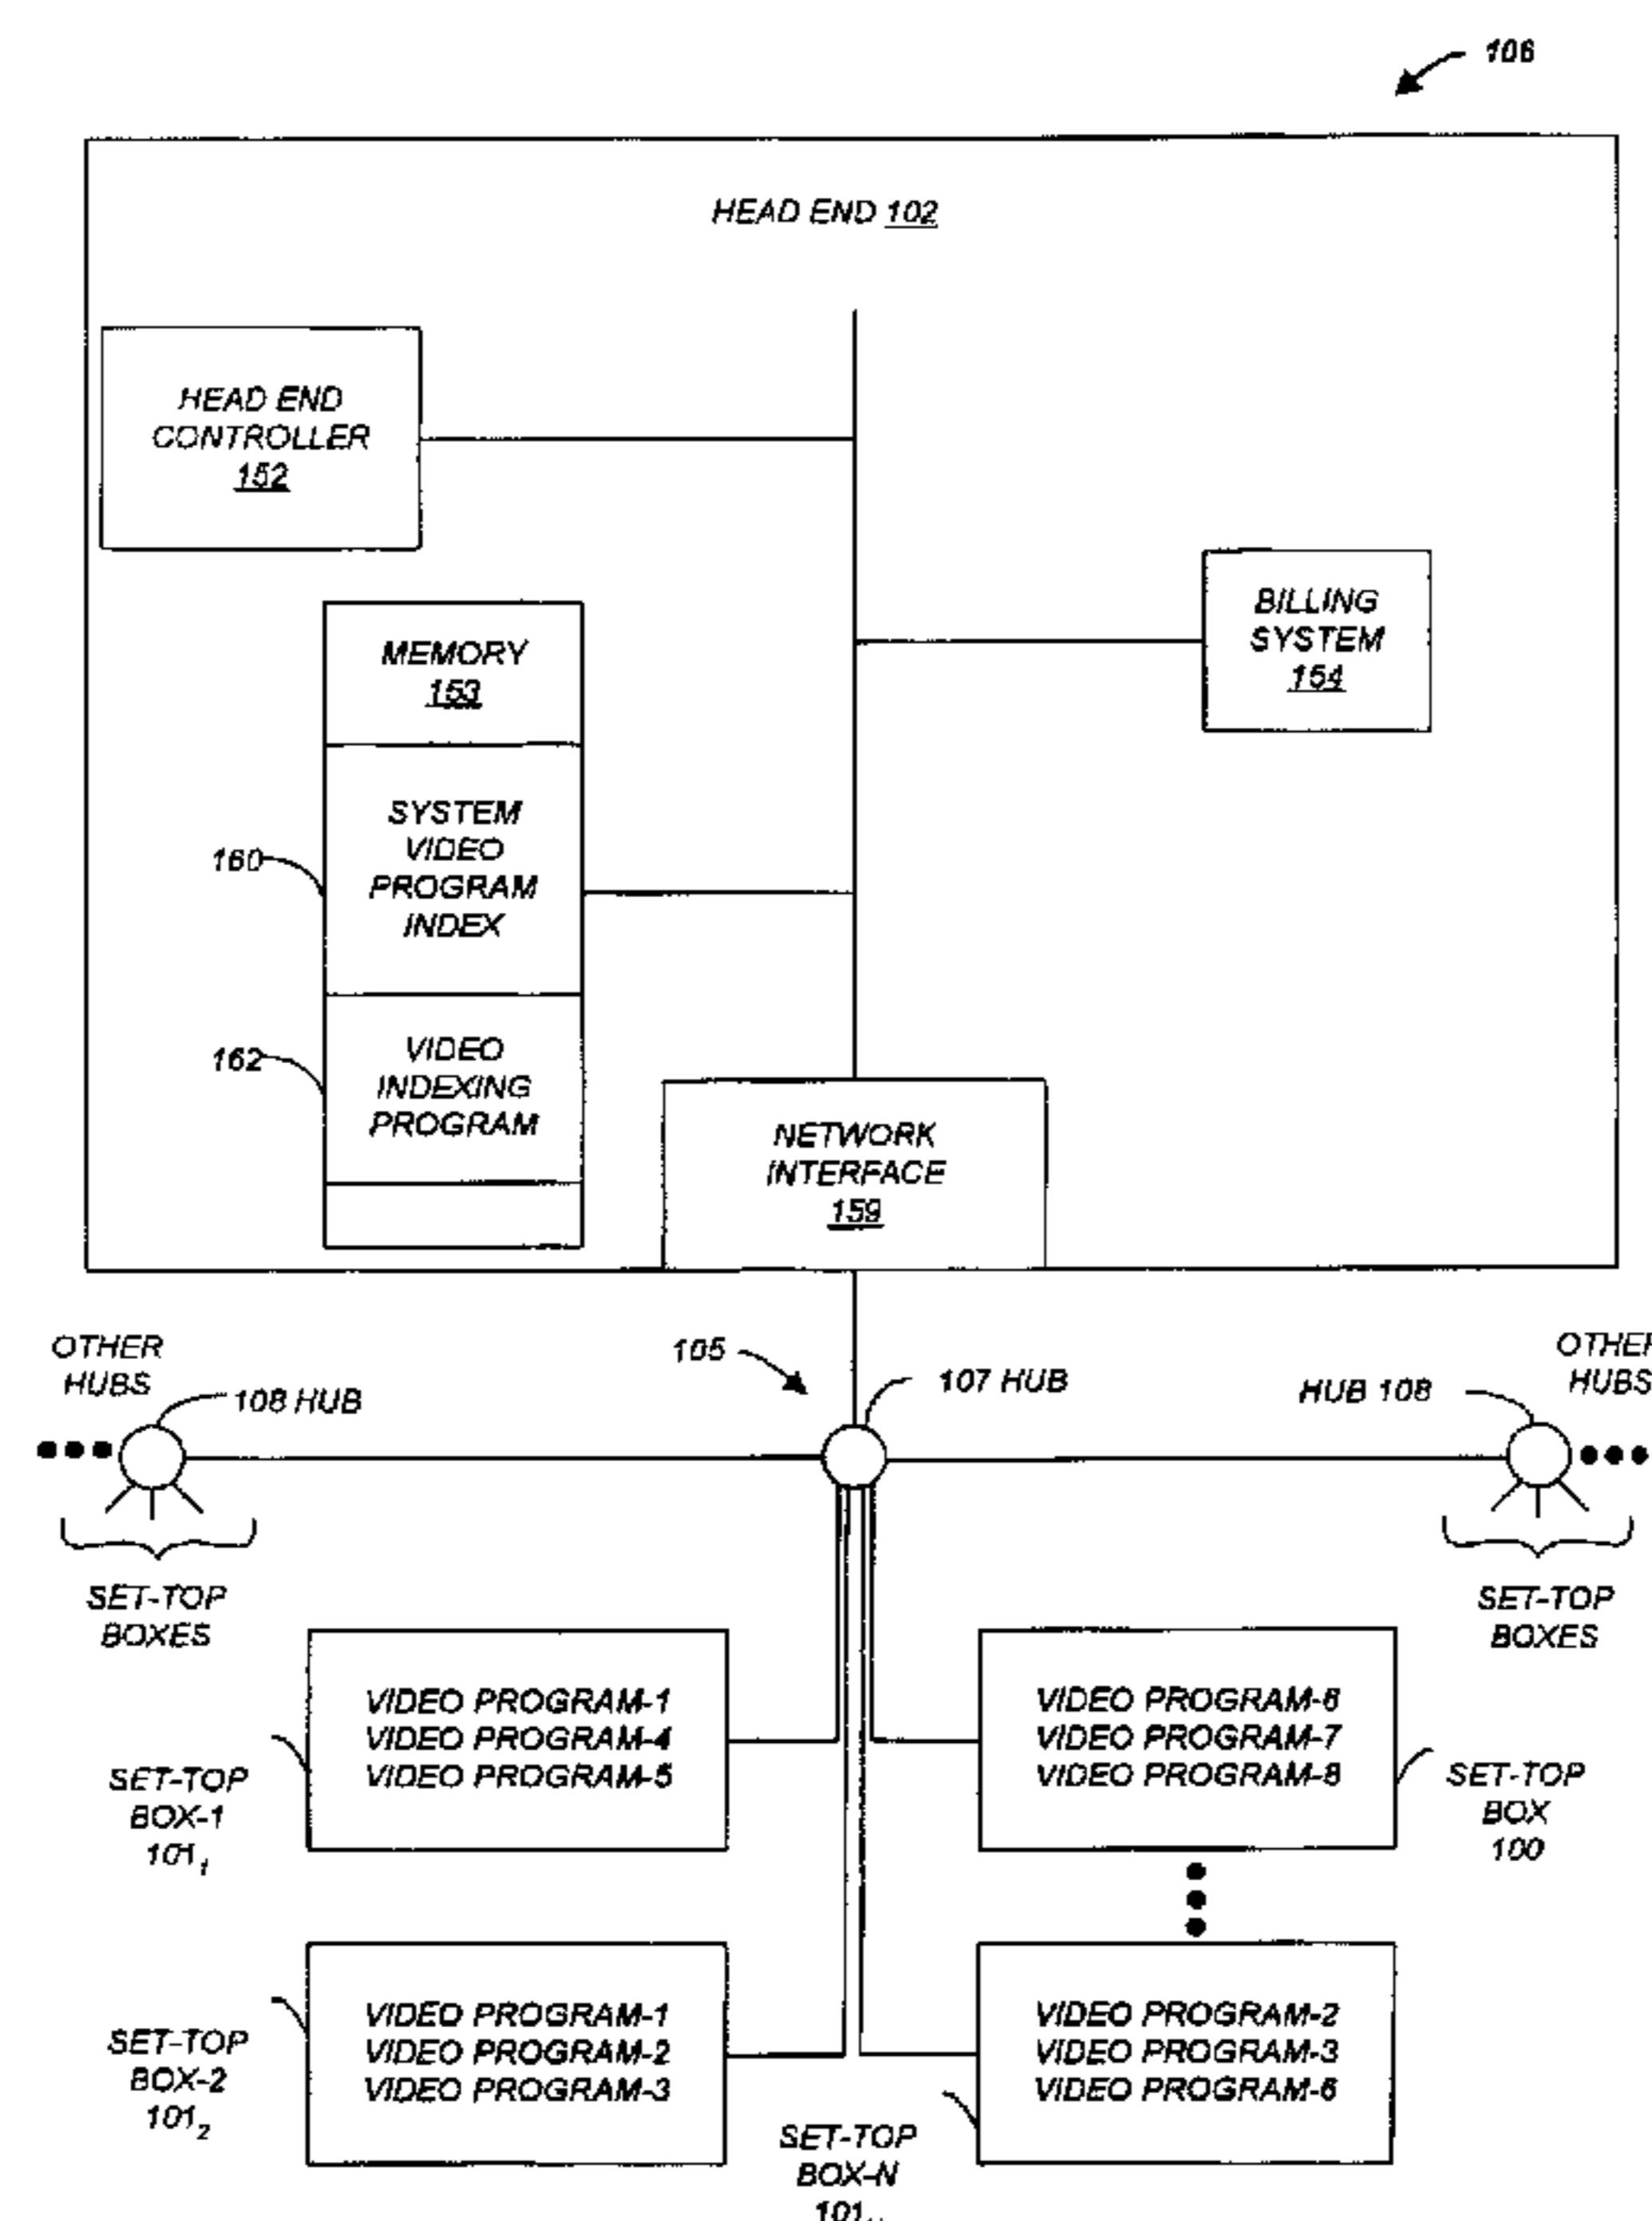 106
HEAD END 102
HEAD END
CONTROLLER
152
BILLING
SYSTEM
154
MEMORY
153
160
SYSTEM
VIDEO
PROGRAM
INDEX
162
VIDEO
INDEXING
PROGRAM
NETWORK
INTERFACE
159
OTHER
HUBS
108 HUB
105
107 HUB
HUB 108
OTHER
HUBS
SET-TOP
BOXES
SET-TOP
BOXES
VIDEO PROGRAM-1
VIDEO PROGRAM-4
VIDEO PROGRAM-5
SET-TOP
BOX-1
101₁
VIDEO PROGRAM-6
VIDEO PROGRAM-7
VIDEO PROGRAM-8
SET-TOP
BOX
100
VIDEO PROGRAM-1
VIDEO PROGRAM-2
VIDEO PROGRAM-3
SET-TOP
BOX-2
101₂
VIDEO PROGRAM-2
VIDEO PROGRAM-3
VIDEO PROGRAM-6
SET-TOP
BOX-N
101